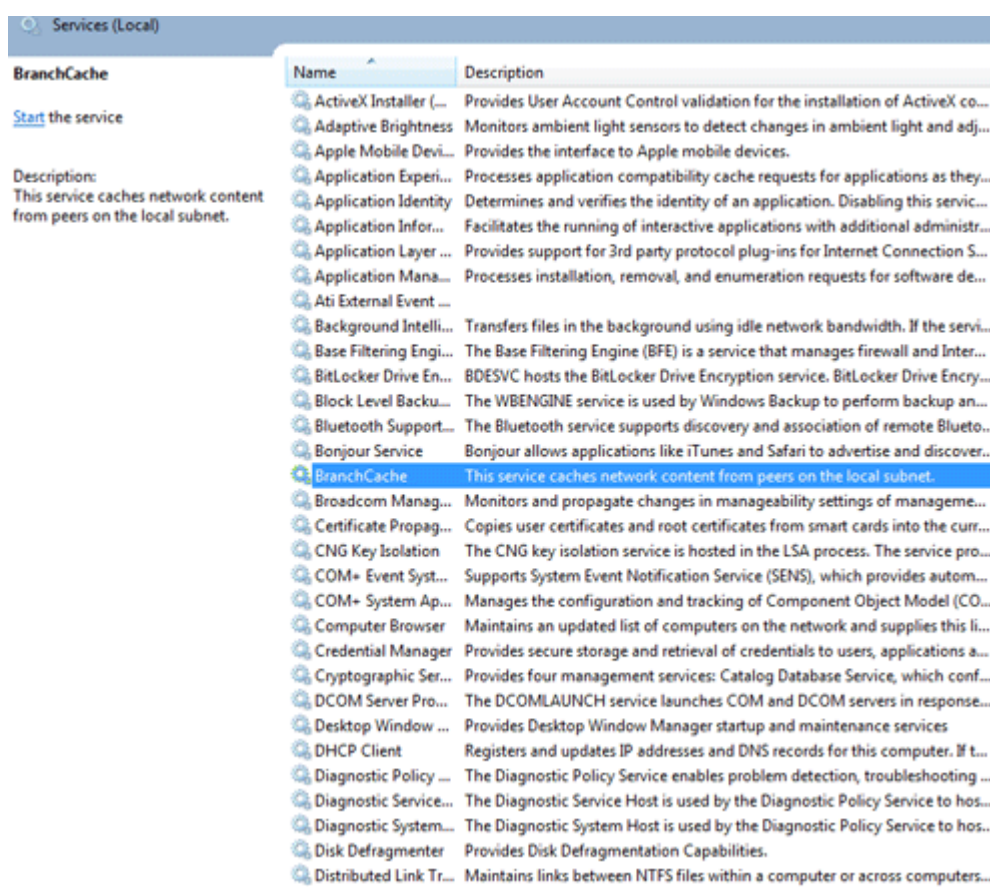 Services (Local)
BranchCache
Start the service
Description:
This service caches network content
from peers on the local subnet.
Name Description
ActiveX Installer (... Provides User Account Control validation for the installation of ActiveX co...
Adaptive Brightness Monitors ambient light sensors to detect changes in ambient light and adj...
Apple Mobile Devi... Provides the interface to Apple mobile devices.
Application Experi... Processes application compatibility cache requests for applications as they...
Application Identity Determines and verifies the identity of an application. Disabling this servic...
Application Infor... Facilitates the running of interactive applications with additional administr...
Application Layer ... Provides support for 3rd party protocol plug-ins for Internet Connection S...
Application Mana... Processes installation, removal, and enumeration requests for software de...
Ati External Event ...
Background Intelli... Transfers files in the background using idle network bandwidth. If the servi...
Base Filtering Engi... The Base Filtering Engine (BFE) is a service that manages firewall and Inter...
BitLocker Drive En... BDESVC hosts the BitLocker Drive Encryption service. BitLocker Drive Encry...
Block Level Backu... The WBENGINE service is used by Windows Backup to perform backup an...
Bluetooth Support... The Bluetooth service supports discovery and association of remote Blueto...
Bonjour Service Bonjour allows applications like iTunes and Safari to advertise and discover...
BranchCache This service caches network content from peers on the local subnet.
Broadcom Manag... Monitors and propagate changes in manageability settings of manageme...
Certificate Propag... Copies user certificates and root certificates from smart cards into the curr...
CNG Key Isolation The CNG key isolation service is hosted in the LSA process. The service pro...
COM+ Event Syst... Supports System Event Notification Service (SENS), which provides autom...
COM+ System Ap... Manages the configuration and tracking of Component Object Model (CO...
Computer Browser Maintains an updated list of computers on the network and supplies this li...
Credential Manager Provides secure storage and retrieval of credentials to users, applications a...
Cryptographic Ser... Provides four management services: Catalog Database Service, which conf...
DCOM Server Pro... The DCOMLAUNCH service launches COM and DCOM servers in response...
Desktop Window ... Provides Desktop Window Manager startup and maintenance services
DHCP Client Registers and updates IP addresses and DNS records for this computer. If t...
Diagnostic Policy ... The Diagnostic Policy Service enables problem detection, troubleshooting ...
Diagnostic Service... The Diagnostic Service Host is used by the Diagnostic Policy Service to hos...
Diagnostic System... The Diagnostic System Host is used by the Diagnostic Policy Service to hos...
Disk Defragmenter Provides Disk Defragmentation Capabilities.
Distributed Link Tr... Maintains links between NTFS files within a computer or across computers...